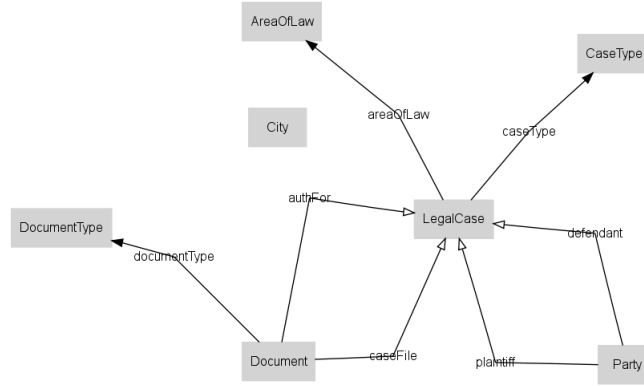 AreaOfLaw
CaseType
areaOfLaw
City
caseType
authFor
LegalCase
DocumentType
defendant
documentType
Document
caseFile
plaintiff
Party